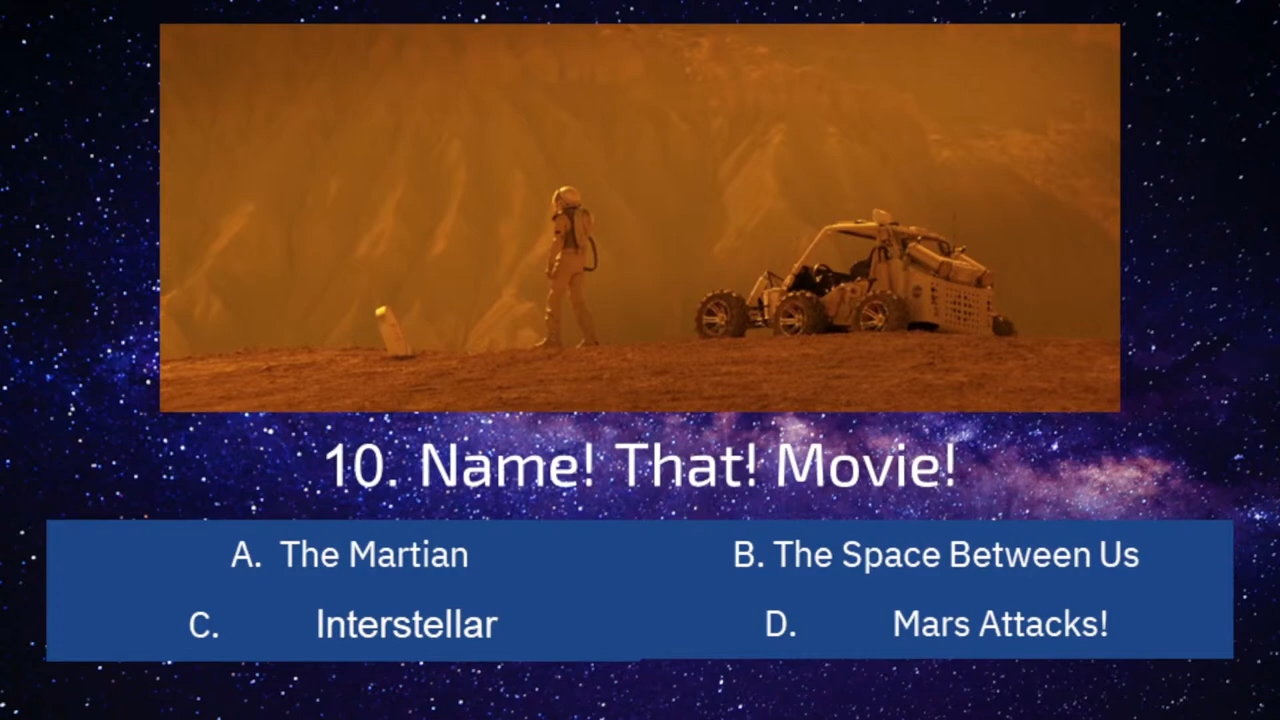 10. Name! That! Movie!
A. The Martian
B. The Space Between Us
C. Interstellar
D. Mars Attacks!